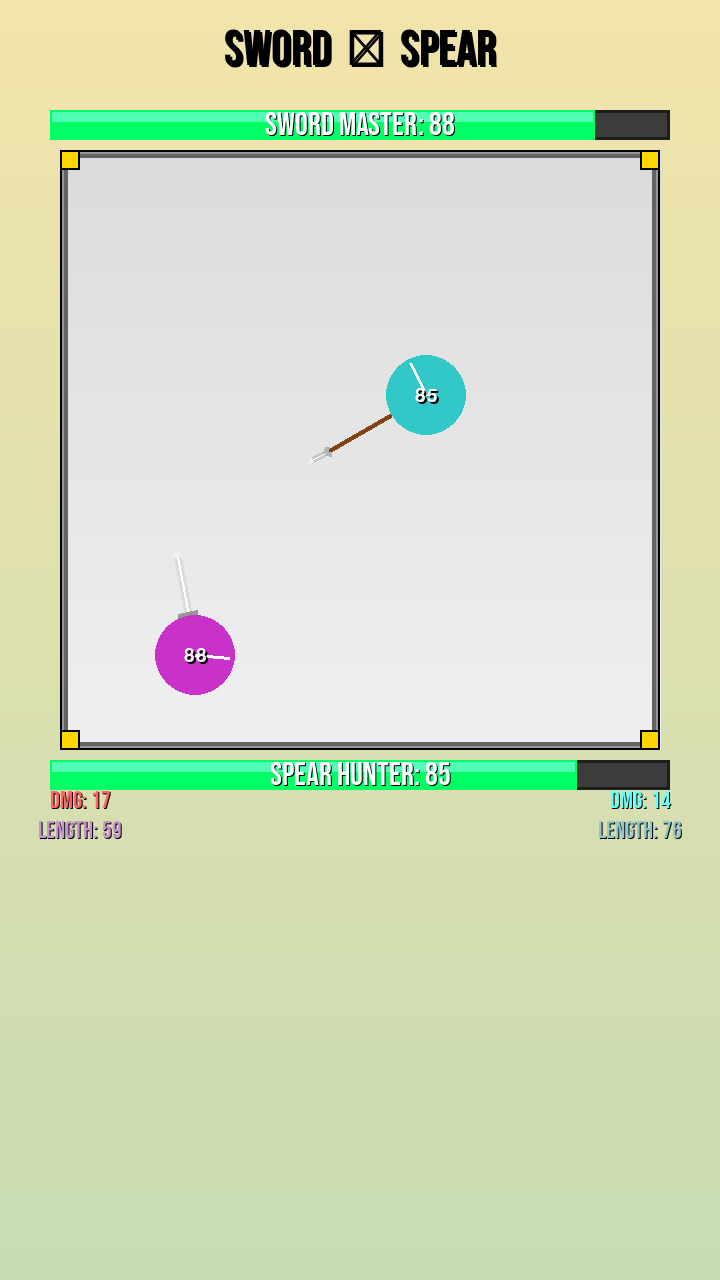 SWORD ☒ SPEAR
SWORD MASTER: 88
85
88
SPEAR HUNTER: 85
DMG: 17 DMG: 14
LENGTH: 59 LENGTH: 76